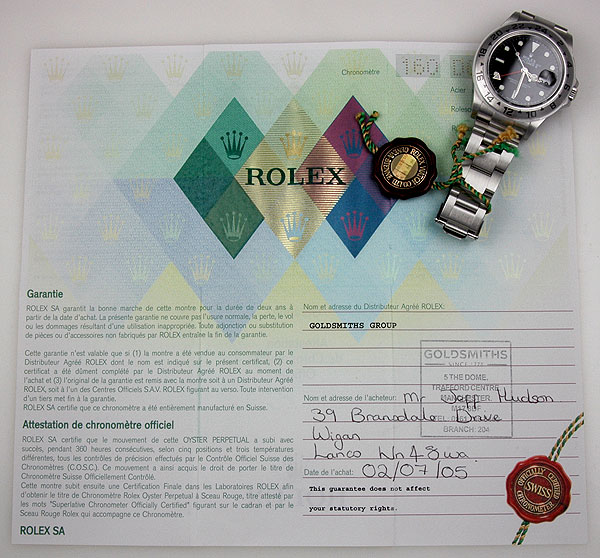 Chronomètre
160
Acier
ROLEX
Garantie
ROLEX SA garantit la bonne marche de cette montre pour la durée de deux ans à
partir de la date d'achat. La présente garantie ne couvre pas l'usure normale, la perte, le vol
ou les dommages résultant d'une utilisation inappropriée. Toute adjonction ou substitution
de pièces ou d'accessoires non fabriqués par ROLEX entraîne la fin de la garantie.
Cette garantie n'est valable que si (1) la montre a été vendue au consommateur par le
Distributeur Agréé ROLEX dont le nom est indiqué sur le présent certificat, (2) ce
certificat a été dûment complété par le Distributeur Agréé ROLEX au moment de
l'achat et (3) l'original de la garantie est remis avec la montre soit à un Distributeur Agréé
ROLEX, soit à l'un des Centres Officiels S.A.V. ROLEX figurant au verso. Toute intervention
d'un tiers met fin à la garantie.
ROLEX SA certifie que ce chronomètre a été entièrement manufacturé en Suisse.
Attestation de chronomètre officiel
ROLEX SA certifie que le mouvement de cette OYSTER PERPETUAL a subi avec
succès, pendant 360 heures consécutives, selon cinq positions et trois températures
différentes, tous les contrôles de précision effectués par le Contrôle Officiel Suisse des
Chronomètres (C.O.S.C.). Ce mouvement a ainsi acquis le droit de porter le titre de
Chronomètre Suisse Officiellement Contrôlé.
Cette montre subit ensuite une Certification Finale dans les Laboratoires ROLEX afin
d'obtenir le titre de Chronomètre Rolex Oyster Perpetual à Sceau Rouge, titre attesté par
les mots "Superlative Chronometer Officially Certified" figurant sur le cadran et par le
Sceau Rouge Rolex qui accompagne ce Chronomètre.
ROLEX SA
Nom et adresse du Distributeur Agréé ROLEX:
GOLDSMITHS GROUP
GOLDSMITHS
5 THE DOME,
TRAFFORD CENTRE
MANCHESTER
BRANCH: 204
Nom et adresse de l'acheteur: Mr Jeff Hudson
39 Bransdale Drive
Wigan
Lancs Wn4 8wa
Date de l'achat: 02/07/05
This guarantee does not affect
your statutory rights.
OFFICIALLY CERTIFIED
SWISS
CHRONOMETER